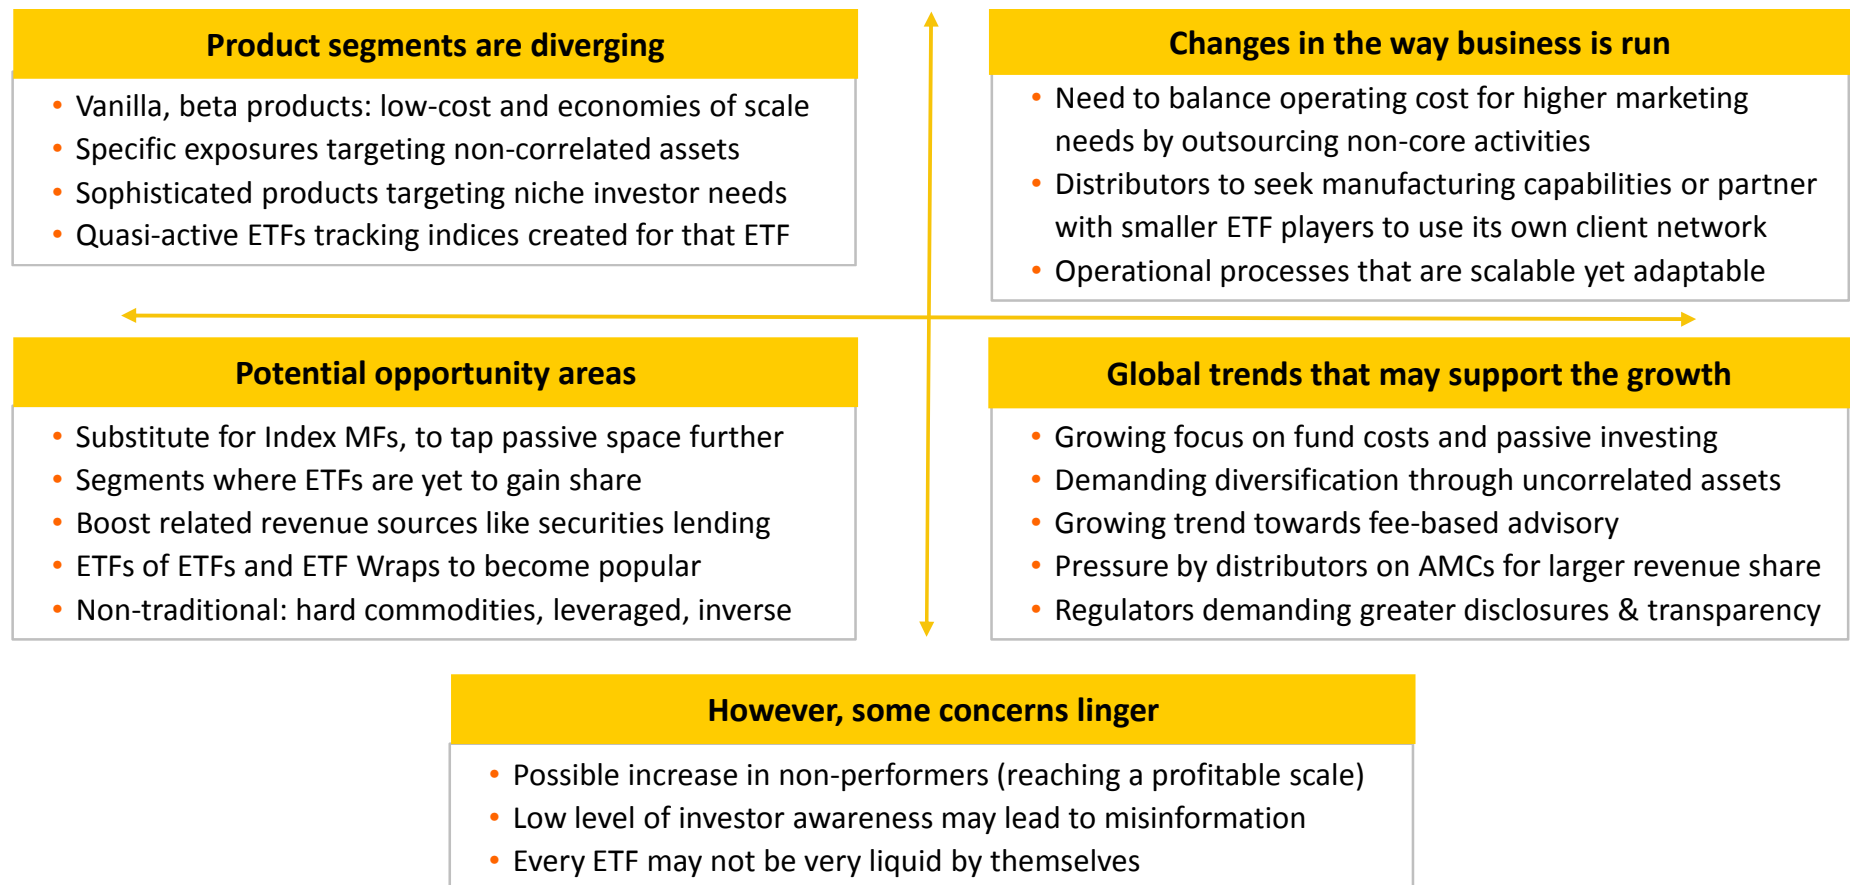 Product segments are diverging
• Vanilla, beta products: low-cost and economies of scale
• Specific exposures targeting non-correlated assets
• Sophisticated products targeting niche investor needs
• Quasi-active ETFs tracking indices created for that ETF
Changes in the way business is run
• Need to balance operating cost for higher marketing
needs by outsourcing non-core activities
• Distributors to seek manufacturing capabilities or partner
with smaller ETF players to use its own client network
• Operational processes that are scalable yet adaptable
Potential opportunity areas
• Substitute for Index MFs, to tap passive space further
• Segments where ETFs are yet to gain share
• Boost related revenue sources like securities lending
• ETFs of ETFs and ETF Wraps to become popular
• Non-traditional: hard commodities, leveraged, inverse
Global trends that may support the growth
• Growing focus on fund costs and passive investing
• Demanding diversification through uncorrelated assets
• Growing trend towards fee-based advisory
• Pressure by distributors on AMCs for larger revenue share
• Regulators demanding greater disclosures & transparency
However, some concerns linger
• Possible increase in non-performers (reaching a profitable scale)
• Low level of investor awareness may lead to misinformation
• Every ETF may not be very liquid by themselves